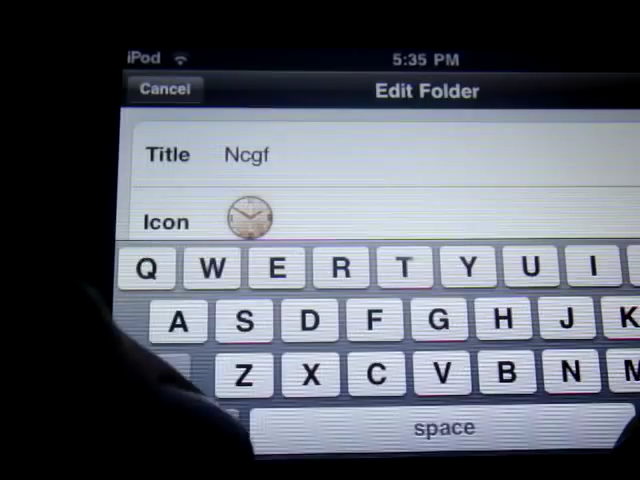 iPod 5:35 PM
Cancel Edit Folder
Title Ncgf
Icon
Q W E R T Y U I
A S D F G H J K
Z X C V B N M
space